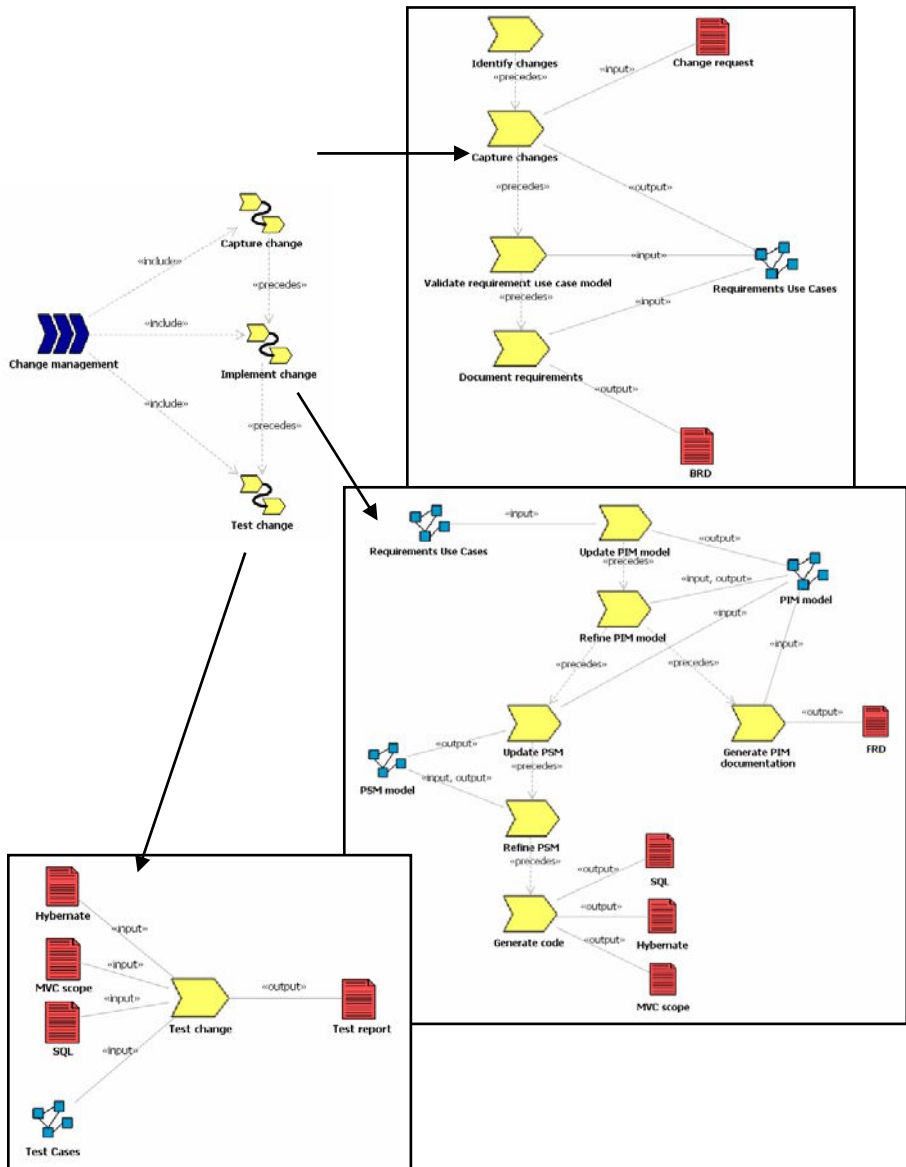 Identify changes
Change request
«precedes»
«input»
Capture changes
«precedes»
«output»
Validate requirement use case model
«input»
Requirements Use Cases
«precedes»
«input»
Document requirements
«output»
BRD
Capture change
«include»
«precedes»
«include»
Change management
Implement change
«include»
«precedes»
Test change
Requirements Use Cases
«input»
Update PIM model
«output»
«precedes»
«input, output»
PIM model
Refine PIM model
«input»
«input»
«precedes»
«precedes»
Update PSM
«output»
Generate PIM
documentation
«output»
FRD
PSM model
«input, output»
«precedes»
Refine PSM
«precedes»
«output»
SQL
Generate code
«output»
Hybernate
«output»
MVC scope
Hybernate
«input»
MVC scope
«input»
«input»
SQL
Test change
«output»
Test report
«input»
Test Cases